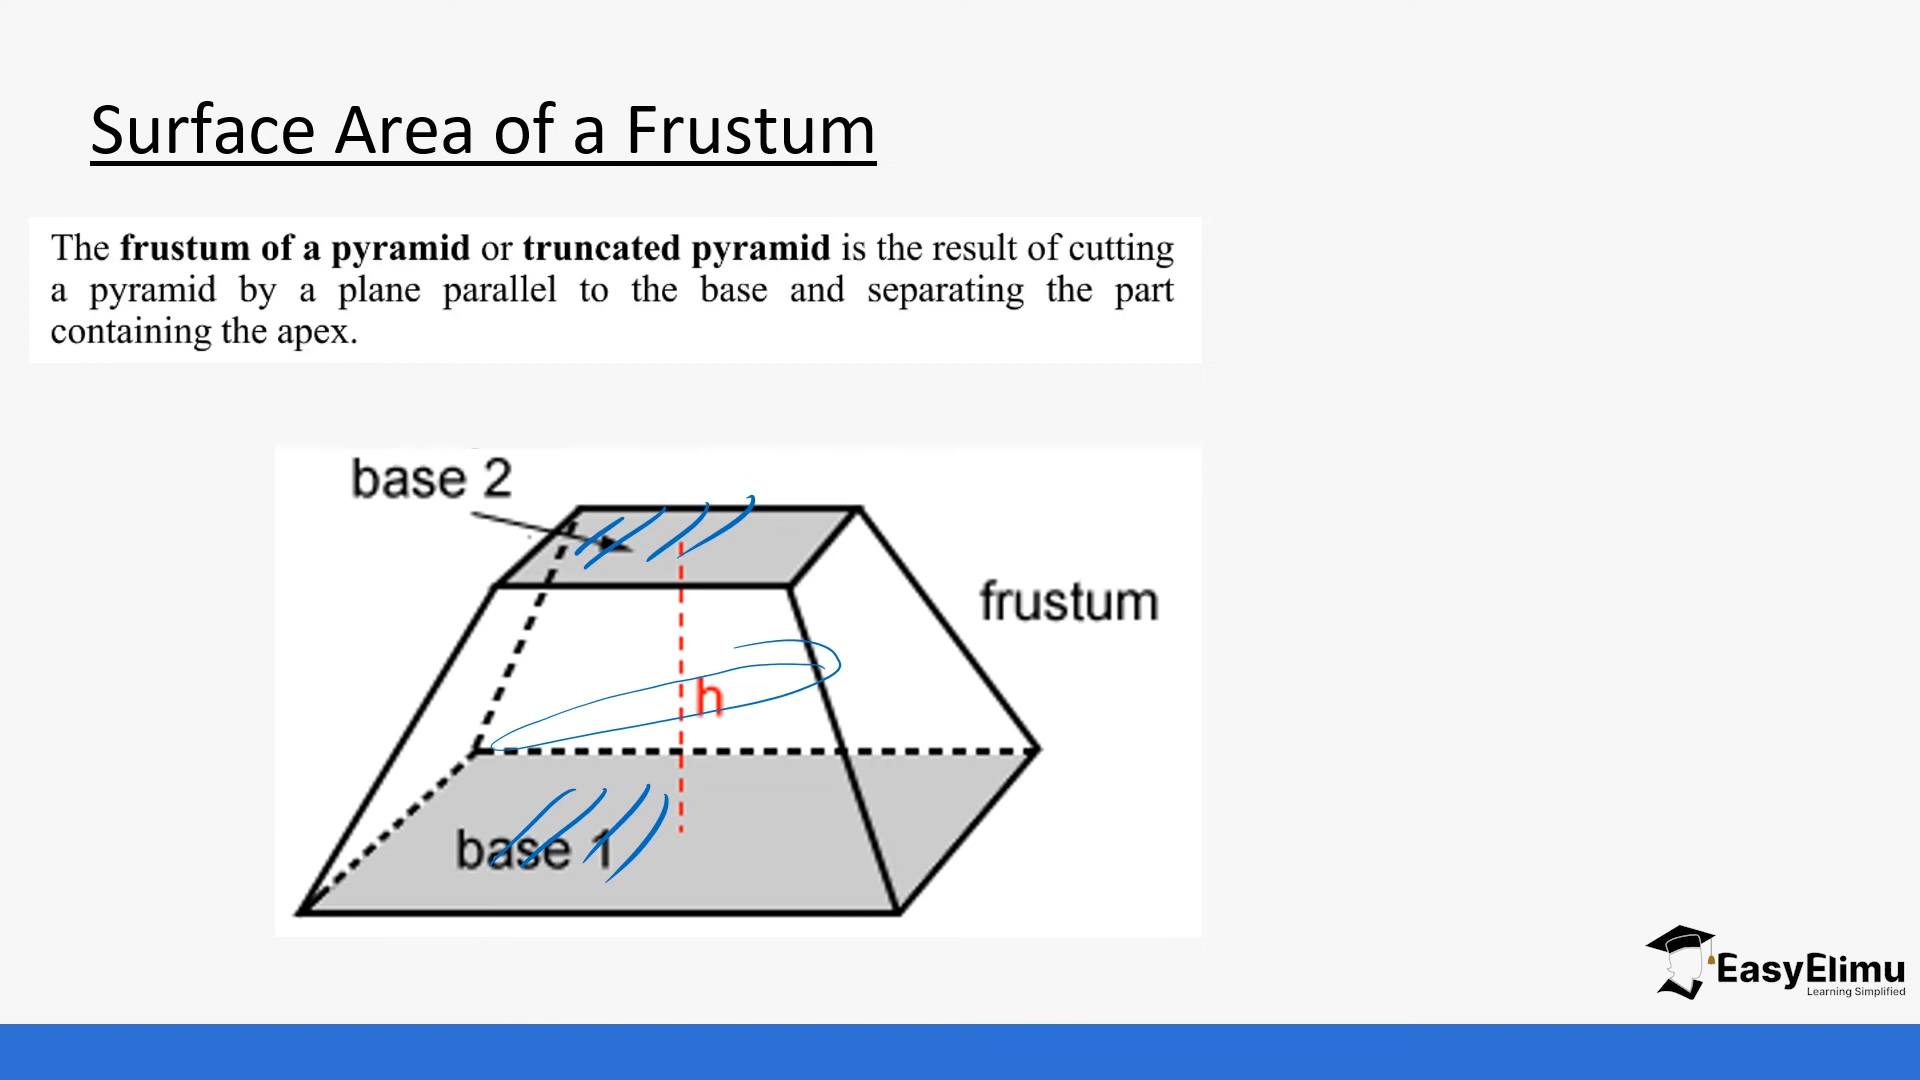 Surface Area of a Frustum
The frustum of a pyramid or truncated pyramid is the result of cutting
a pyramid by a plane parallel to the base and separating the part
containing the apex.
base 2
frustum
h
base 1
EasyElimu
Learning Simplified